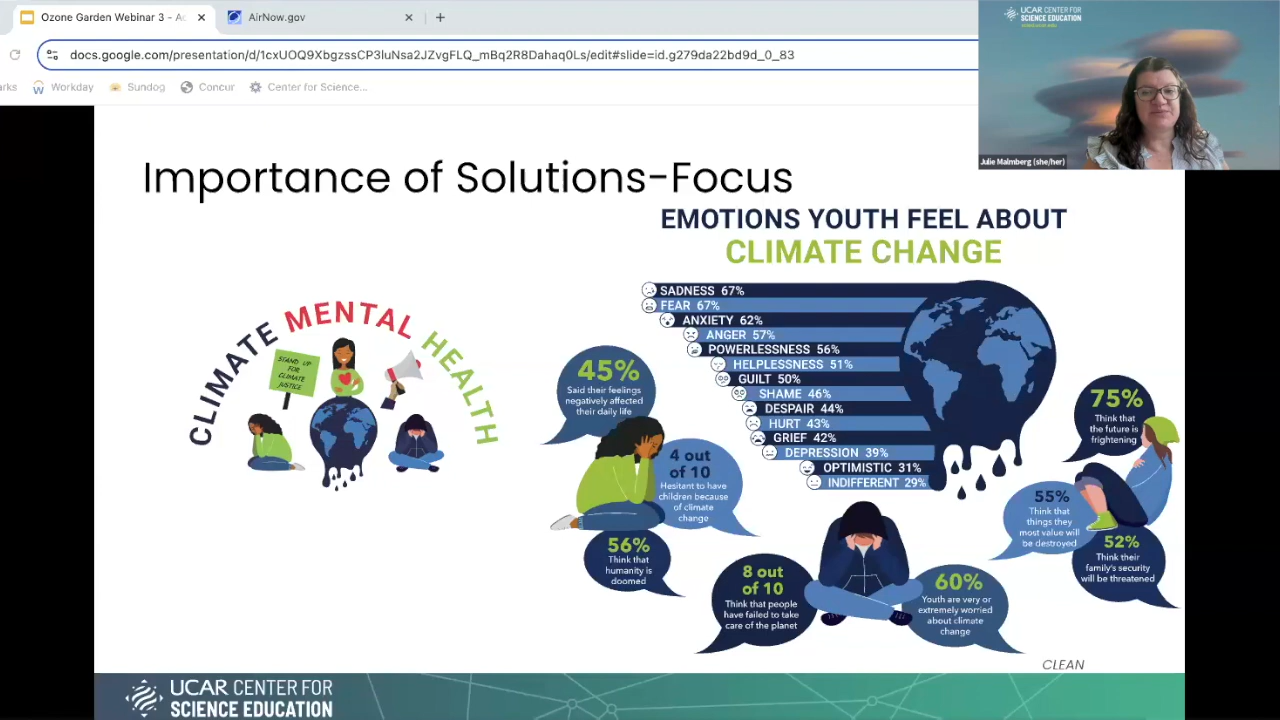 Ozone Garden Webinar 3 - Ac
AirNow.gov
docs.google.com/presentation/d/1cxUOQ9XbgzssCP3luNsa2JZvgFLQ_mBq2R8Dahaq0Ls/edit#slide=id.g279da22bd9d_0_83
arks
Workday
Sundog
Concur
Center for Science...
UCAR CENTER FOR
SCIENCE EDUCATION
Julie Malmberg (she/her)
Importance of Solutions-Focus
CLIMATE MENTAL HEALTH
STAND UP
FOR
CLIMATE
JUSTICE
EMOTIONS YOUTH FEEL ABOUT
CLIMATE CHANGE
SADNESS 67%
FEAR 67%
ANXIETY 62%
ANGER 57%
POWERLESSNESS 56%
HELPLESSNESS 51%
GUILT 50%
SHAME 46%
DESPAIR 44%
HURT 43%
GRIEF 42%
DEPRESSION 39%
OPTIMISTIC 31%
INDIFFERENT 29%
45%
Said their feelings
negatively affected
their daily life
4 out
of 10
Hesitant to have
children because
of climate
change
56%
Think that
humanity is
doomed
8 out
of 10
Think that people
have failed to take
care of the planet
60%
Youth are very or
extremely worried
about climate
change
75%
Think that
the future is
frightening
55%
Think that
things they
most value will
be destroyed
52%
Think their
family's security
will be threatened
CLEAN
UCAR CENTER FOR
SCIENCE EDUCATION